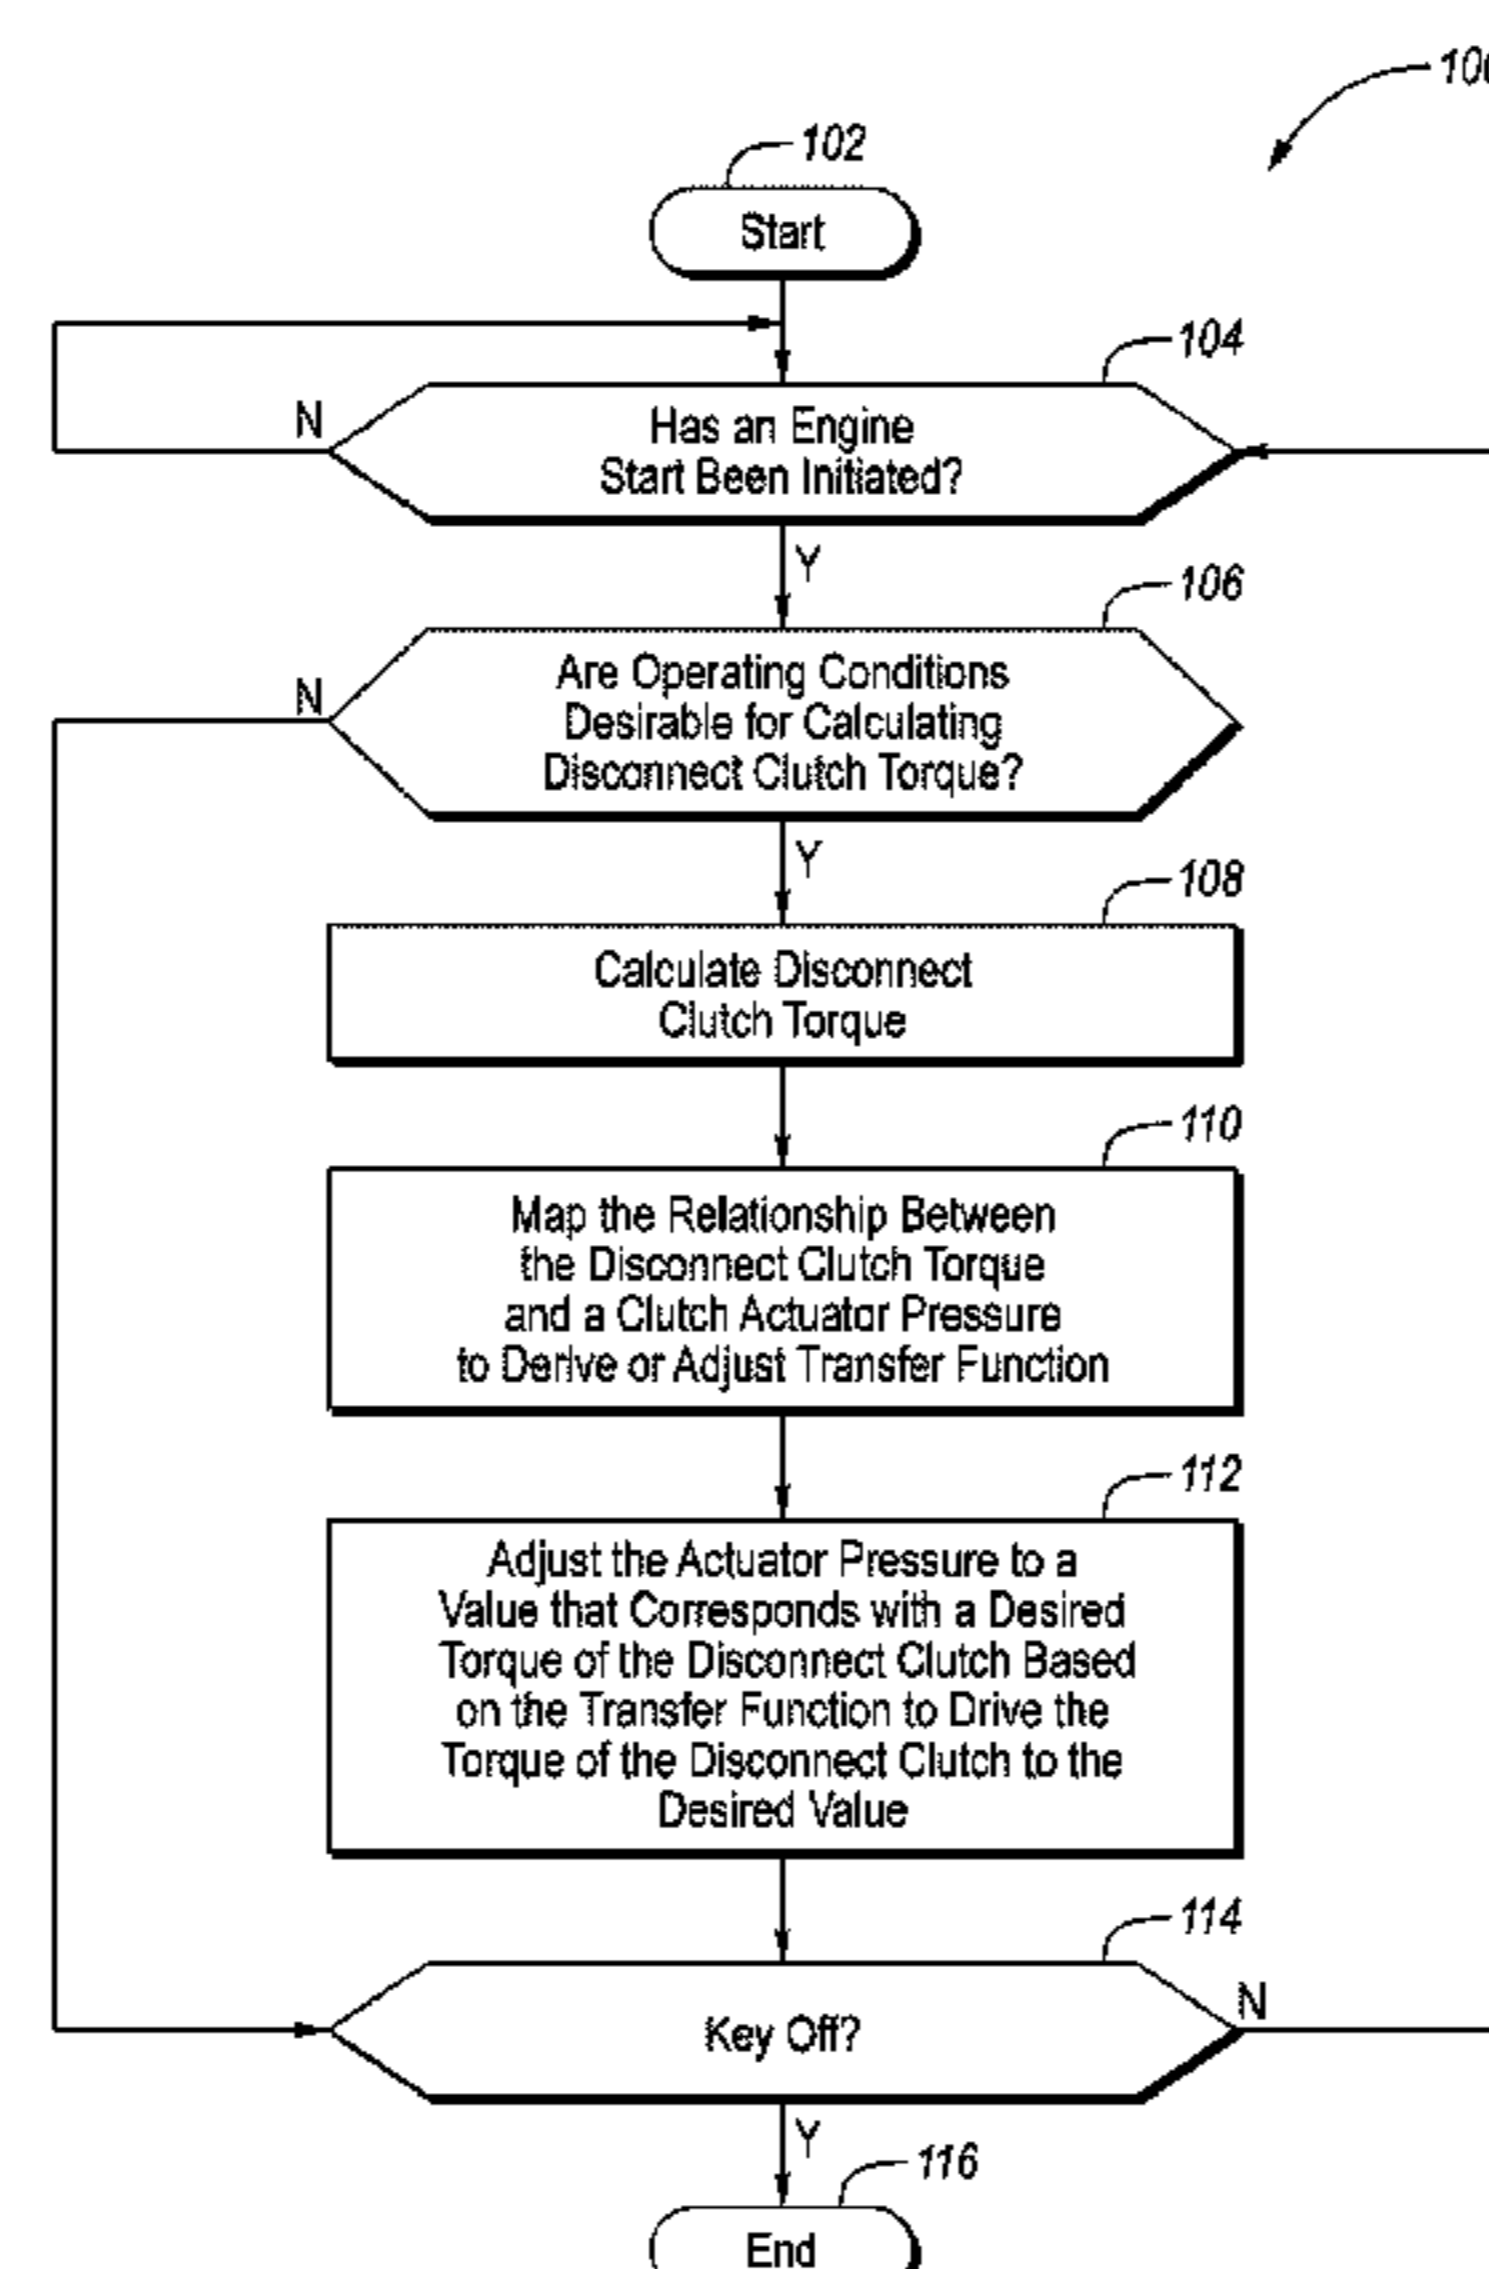 102
Start
104
N
Has an Engine
Start Been Initiated?
Y
106
N
Are Operating Conditions
Desirable for Calculating
Disconnect Clutch Torque?
Y
108
Calculate Disconnect
Clutch Torque
110
Map the Relationship Between
the Disconnect Clutch Torque
and a Clutch Actuator Pressure
to Derive or Adjust Transfer Function
112
Adjust the Actuator Pressure to a
Value that Corresponds with a Desired
Torque of the Disconnect Clutch Based
on the Transfer Function to Drive the
Torque of the Disconnect Clutch to the
Desired Value
114
Key Off?
N
Y
116
End